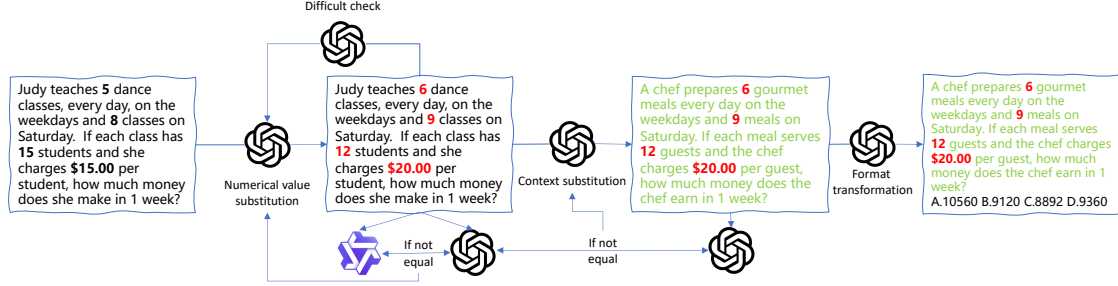 Difficult check
Judy teaches 5 dance
classes, every day, on the
weekdays and 8 classes on
Saturday. If each class has
15 students and she
charges $15.00 per
student, how much money
does she make in 1 week?
Numerical value
substitution
Judy teaches 6 dance
classes, every day, on the
weekdays and 9 classes on
Saturday. If each class has
12 students and she
charges $20.00 per
student, how much money
does she make in 1 week?
Context substitution
A chef prepares 6 gourmet
meals every day on the
weekdays and 9 meals on
Saturday. If each meal serves
12 guests and the chef
charges $20.00 per guest,
how much money does the
chef earn in 1 week?
Format
transformation
A chef prepares 6 gourmet
meals every day on the
weekdays and 9 meals on
Saturday. If each meal serves
12 guests and the chef charges
$20.00 per guest, how much
money does the chef earn in 1
week?
A.10560 B.9120 C.8892 D.9360
If not
equal
If not
equal